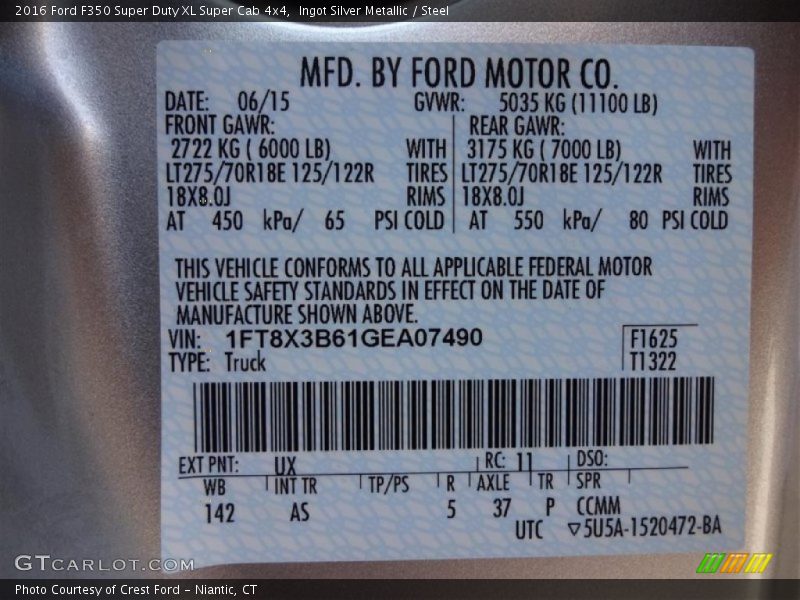 2016 Ford F350 Super Duty XL Super Cab 4x4, Ingot Silver Metallic / Steel
MFD. BY FORD MOTOR CO.
DATE: 06/15 GVWR: 5035 KG (11100 LB)
FRONT GAWR: REAR GAWR:
2722 KG ( 6000 LB) WITH 3175 KG ( 7000 LB) WITH
LT275/70R18E 125/122R TIRES LT275/70R18E 125/122R TIRES
18X8.0J RIMS 18X8.0J RIMS
AT 450 kPa/ 65 PSI COLD AT 550 kPa/ 80 PSI COLD
THIS VEHICLE CONFORMS TO ALL APPLICABLE FEDERAL MOTOR
VEHICLE SAFETY STANDARDS IN EFFECT ON THE DATE OF
MANUFACTURE SHOWN ABOVE.
VIN: 1FT8X3B61GEA07490 F1625
TYPE: Truck T1322
EXT PNT: UX RC: 11 DSO:
WB INT TR TP/PS R AXLE TR SPR
142 AS 5 37 P CCMM
UTC ▽5U5A-1520472-BA
GTCARLOT.COM
Photo Courtesy of Crest Ford – Niantic, CT